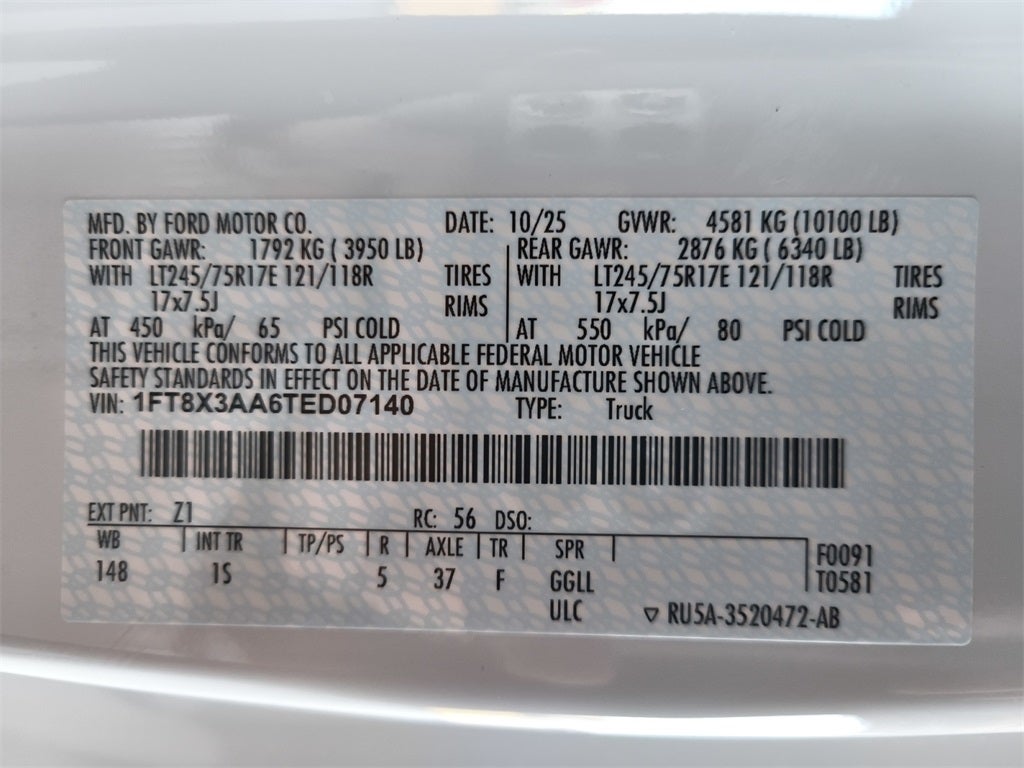 MFD. BY FORD MOTOR CO. DATE: 10/25 GVWR: 4581 KG (10100 LB)
FRONT GAWR: 1792 KG ( 3950 LB) REAR GAWR: 2876 KG ( 6340 LB)
WITH LT245/75R17E 121/118R TIRES WITH LT245/75R17E 121/118R TIRES
17x7.5J RIMS 17x7.5J RIMS
AT 450 kPa/ 65 PSI COLD AT 550 kPa/ 80 PSI COLD
THIS VEHICLE CONFORMS TO ALL APPLICABLE FEDERAL MOTOR VEHICLE
SAFETY STANDARDS IN EFFECT ON THE DATE OF MANUFACTURE SHOWN ABOVE.
VIN: 1FT8X3AA6TED07140 TYPE: Truck
EXT PNT: Z1 RC: 56 DSO:
WB INT TR TP/PS R AXLE TR SPR F0091
148 1S 5 37 F GGLL T0581
ULC ▽ RU5A-3520472-AB